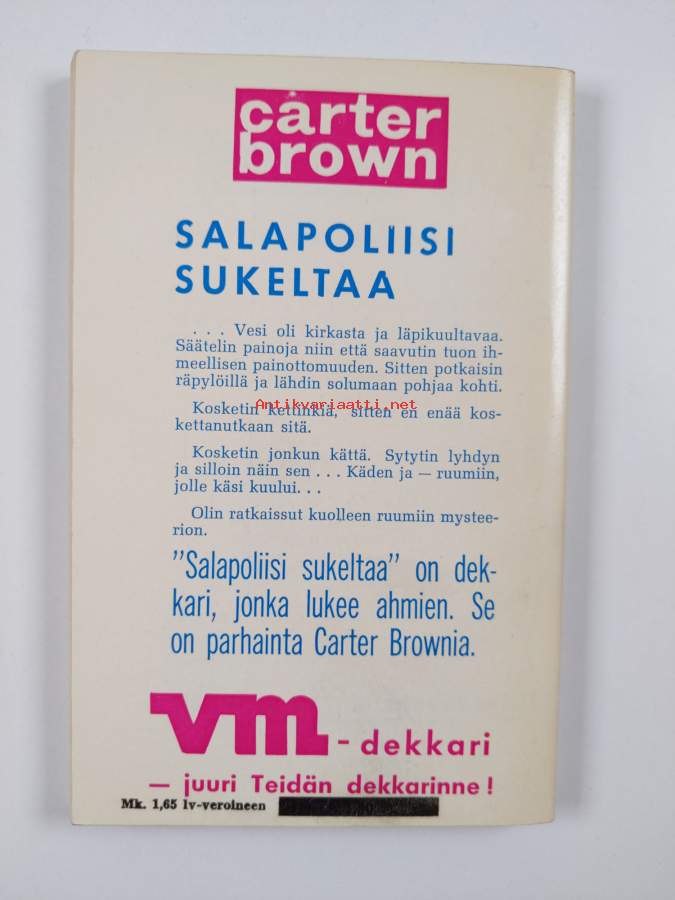 carter
brown
SALAPOLIISI
SUKELTAA
. . . Vesi oli kirkasta ja läpikuultavaa.
Säätelin painoja niin että saavutin tuon ih-
meellisen painottomuuden. Sitten potkaisin
räpylöillä ja lähdin solumaan pohjaa kohti.
Kosketin kettinkiä, sitten en enää kos-
kettanutkaan sitä.
Antikvariaatti.net
Kosketin jonkun kättä. Sytytin lyhdyn
ja silloin näin sen . . . Käden ja — ruumiin,
jolle käsi kuului. . .
Olin ratkaissut kuolleen ruumiin mystee-
rion.
”Salapoliisi sukeltaa” on dek-
kari, jonka lukee ahmien. Se
on parhainta Carter Brownia.
vm - dekkari
— juuri Teidän dekkarinne !
Mk. 1,65 lv-veroineen